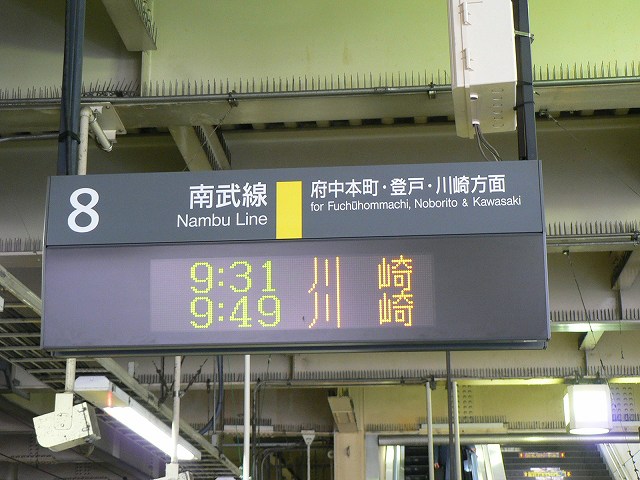 8
南武線
Nambu Line
府中本町・登戸・川崎方面
for Fuchūhommachi, Noborito & Kawasaki
9:31 川崎
9:49 川崎